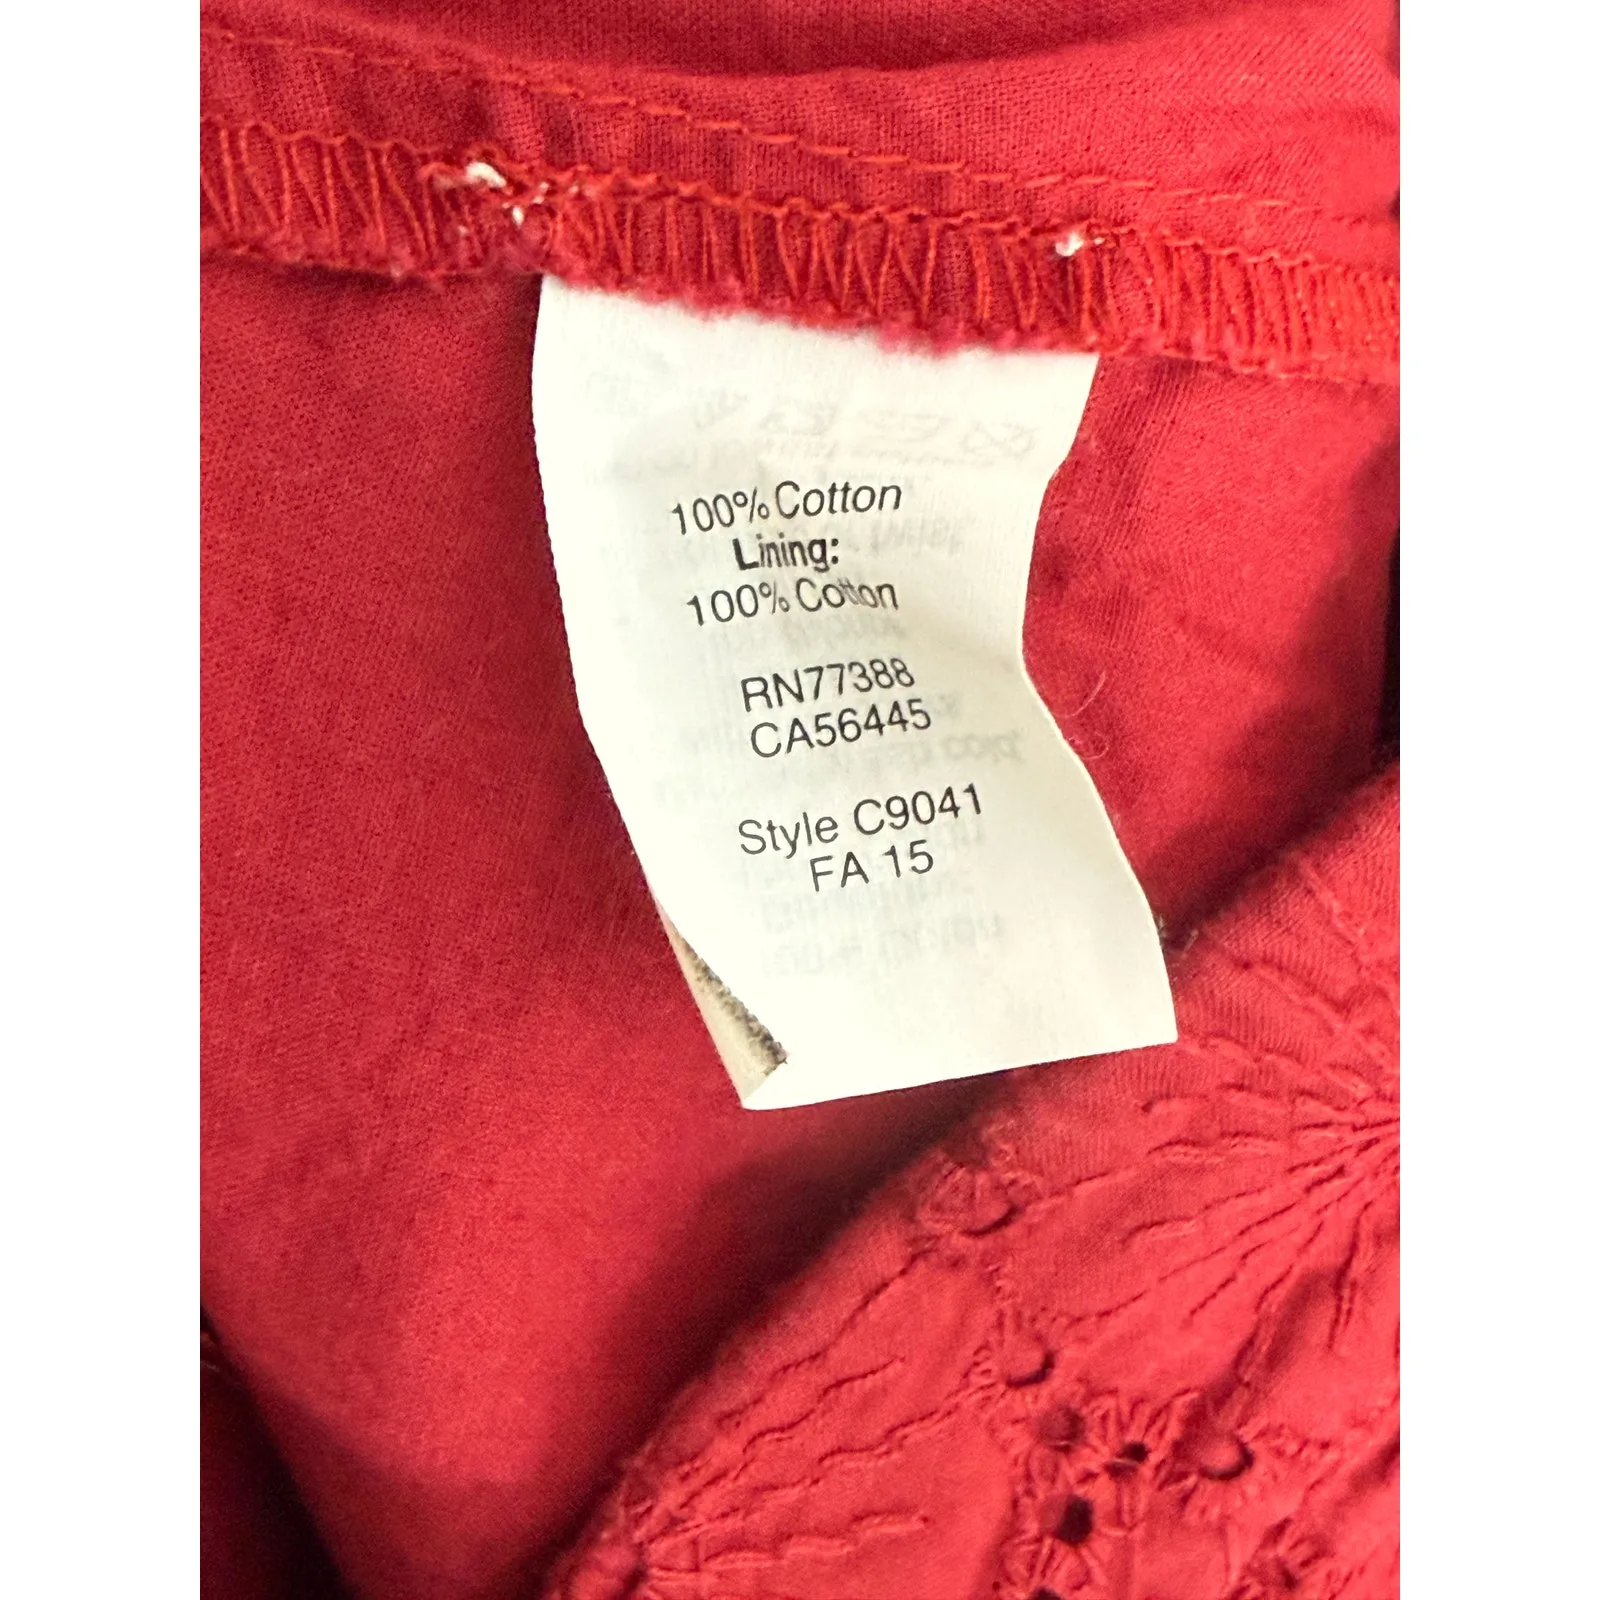 100% Cotton
Lining:
100% Cotton
RN77388
CA56445
Style C9041
FA 15